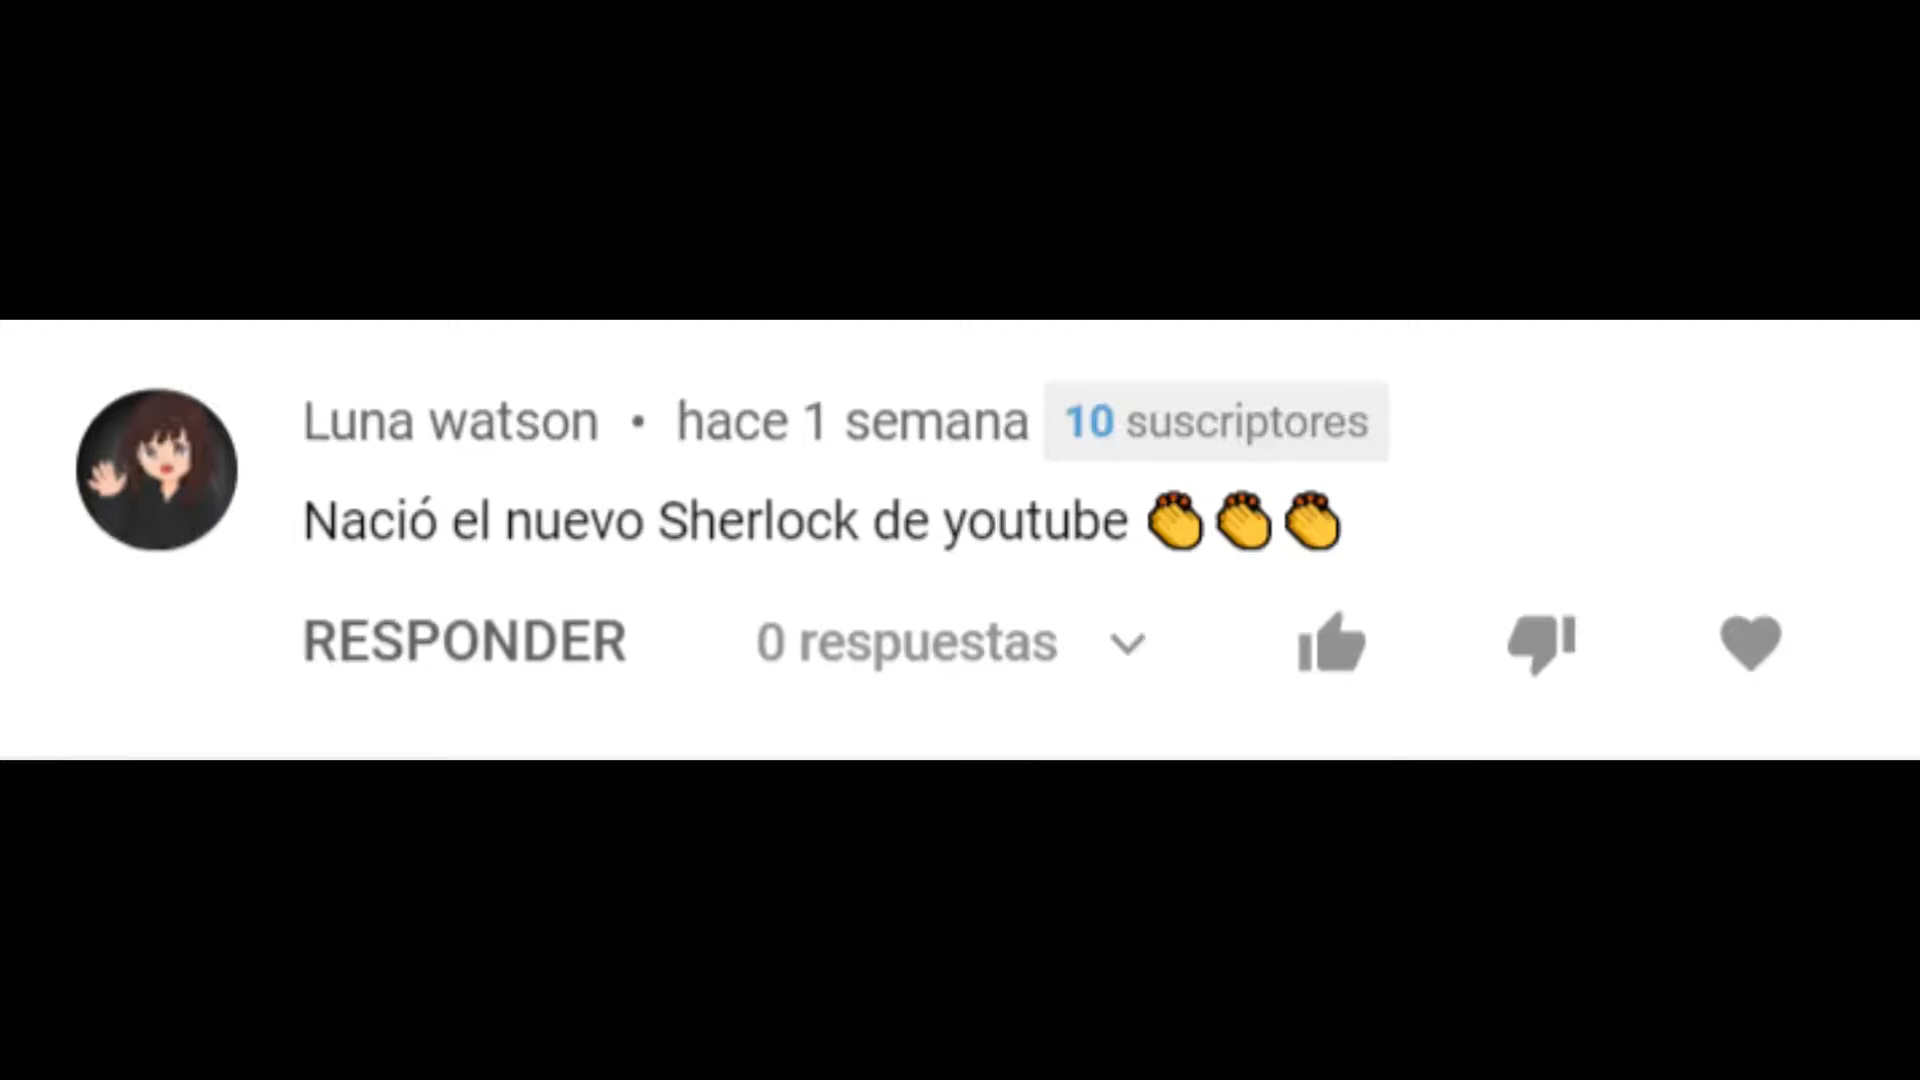 Luna watson • hace 1 semana 10 suscriptores
Nació el nuevo Sherlock de youtube 👏👏👏
RESPONDER 0 respuestas